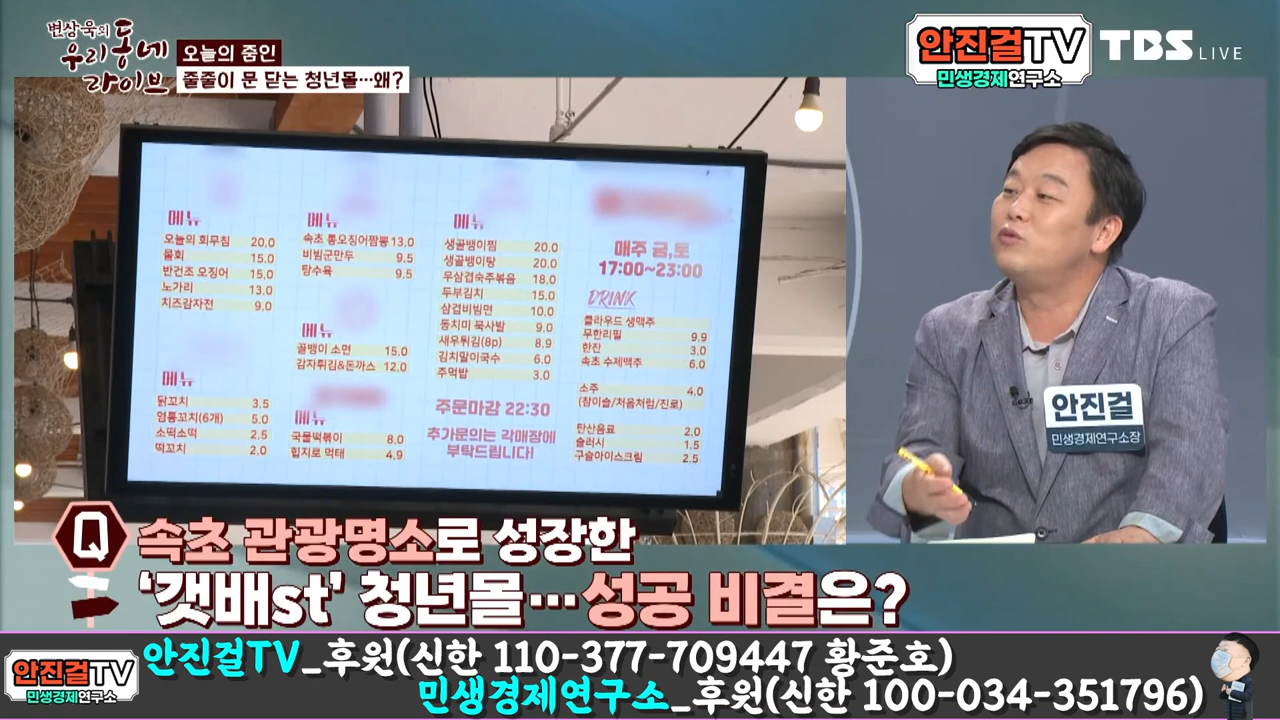 변상욱의
우리동네
라이브
오늘의 줌인
줄줄이 문 닫는 청년몰…왜?
안진걸TV
민생경제연구소
TBS LIVE
메뉴
오늘의 회무침 20,0
물회 15.0
반건조 오징어 15.0
노가리 13.0
치즈감자전 9.0
메뉴
닭꼬치 3.5
염통꼬치(6개) 5.0
소떡소떡 2.5
떡꼬치 2.0
메뉴
속초 통오징어짬뽕 13.0
비빔군만두 9.5
탕수육 9.5
메뉴
골뱅이 소면 15.0
감자튀김&돈까스 12.0
메뉴
국물떡볶이 8.0
힙지로 먹태 4,9
메뉴
생골뱅이찜 20,0
생골뱅이탕 20,0
우삼겹숙주볶음 18,0
두부김치 15,0
삼겹비빔면 10,0
동치미 묵사발 9,0
새우튀김(8p) 8.9
김치말이국수 6,0
주먹밥 3,0
주문마감 22:30
추가문의는 각매장에
부탁드립니다!
매주 금,토
17:00~23:00
DRINK
클라우드 생맥주
무한리필 9.9
한잔 3.0
속초 수제맥주 6.0
소주 4.0
(참이슬/처음처럼/진로)
탄산음료 2.0
슬러시 1.5
구슬아이스크림 2.5
안진걸
민생경제연구소장
Q
속초 관광명소로 성장한
‘갯배st’ 청년몰…성공 비결은?
안진걸TV
민생경제연구소
안진걸TV_후원(신한 110-377-709447 황준호)
민생경제연구소_후원(신한 100-034-351796)